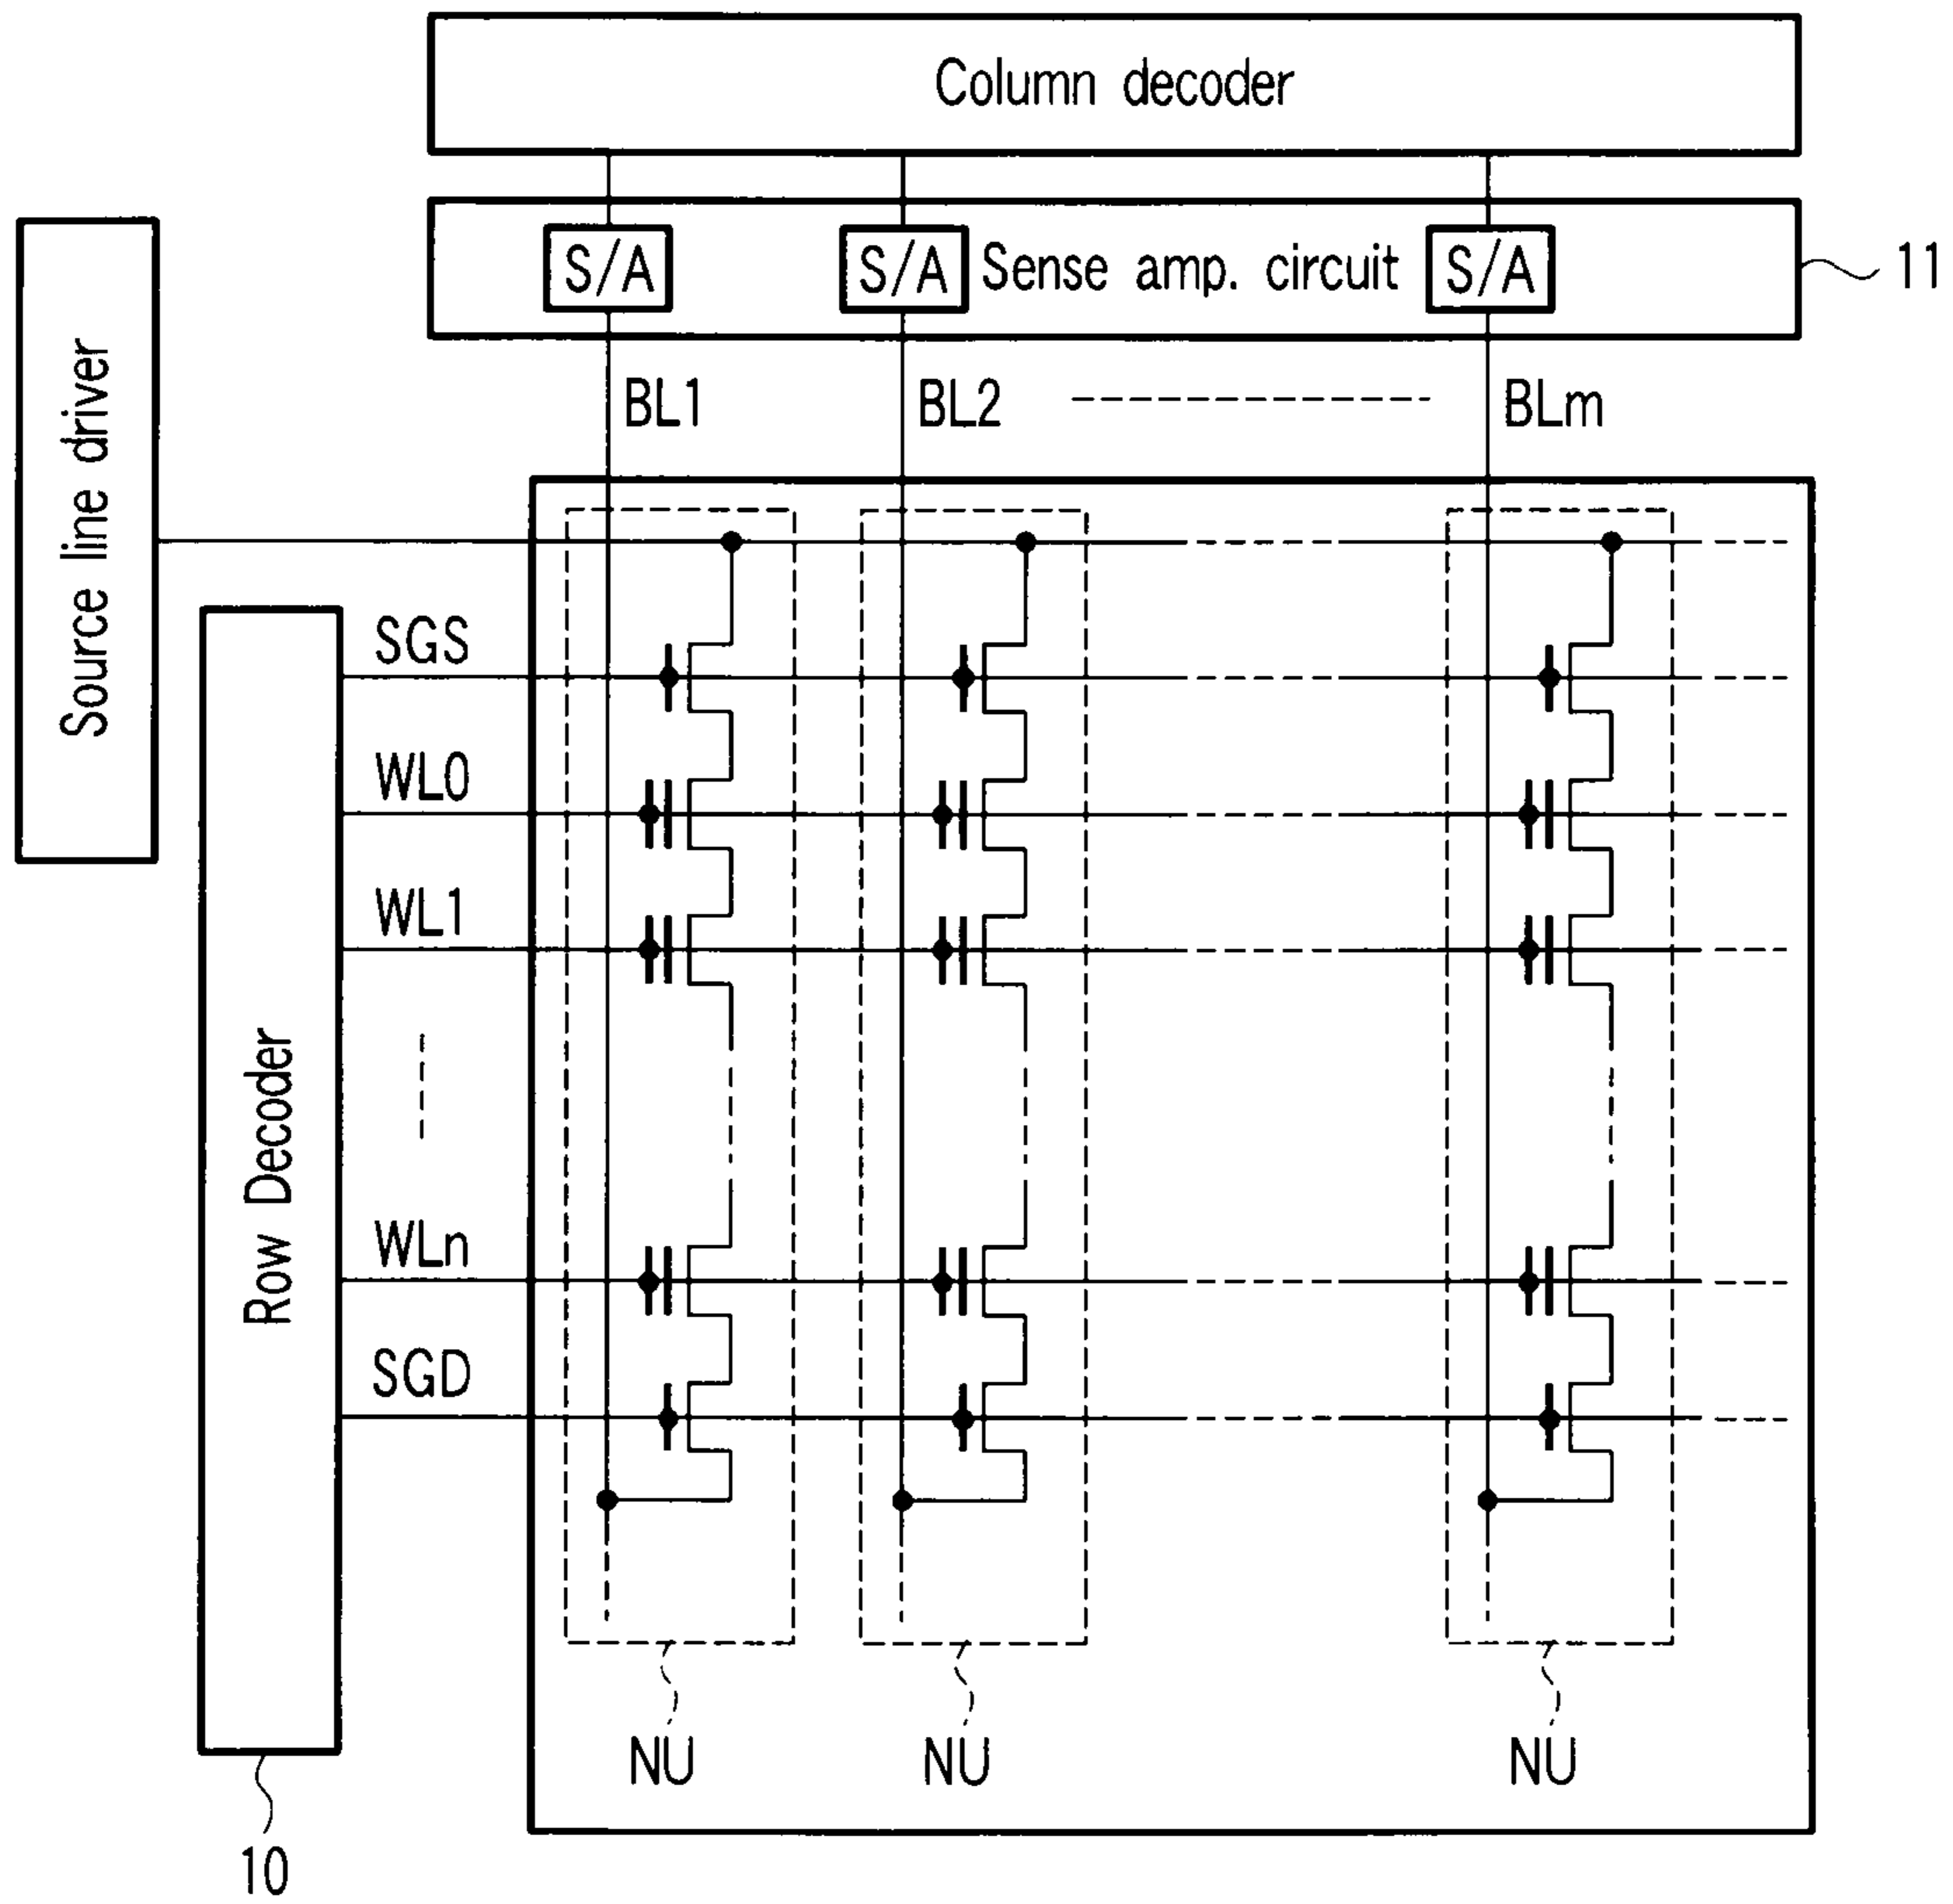 Column decoder
S/A
S/A
Sense amp. circuit
S/A
11
Source line driver
BL1
BL2
BLm
SGS
WL0
WL1
Row Decoder
WLn
SGD
NU
NU
NU
10